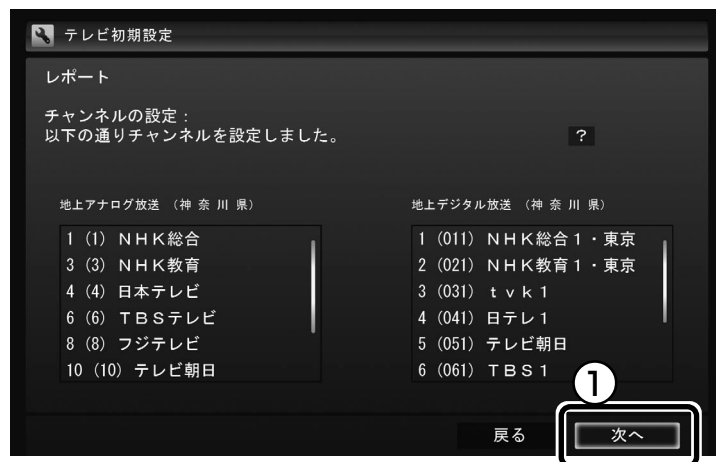 テレビ初期設定
レポート
チャンネルの設定：
以下の通りチャンネルを設定しました。
?
地上アナログ放送 （神 奈 川 県）
1 (1) ＮＨＫ総合
3 (3) ＮＨＫ教育
4 (4) 日本テレビ
6 (6) ＴＢＳテレビ
8 (8) フジテレビ
10 (10) テレビ朝日
地上デジタル放送 （神 奈 川 県）
1 (011) ＮＨＫ総合１・東京
2 (021) ＮＨＫ教育１・東京
3 (031) ｔｖｋ１
4 (041) 日テレ１
5 (051) テレビ朝日
6 (061) ＴＢＳ１
①
戻る
次へ